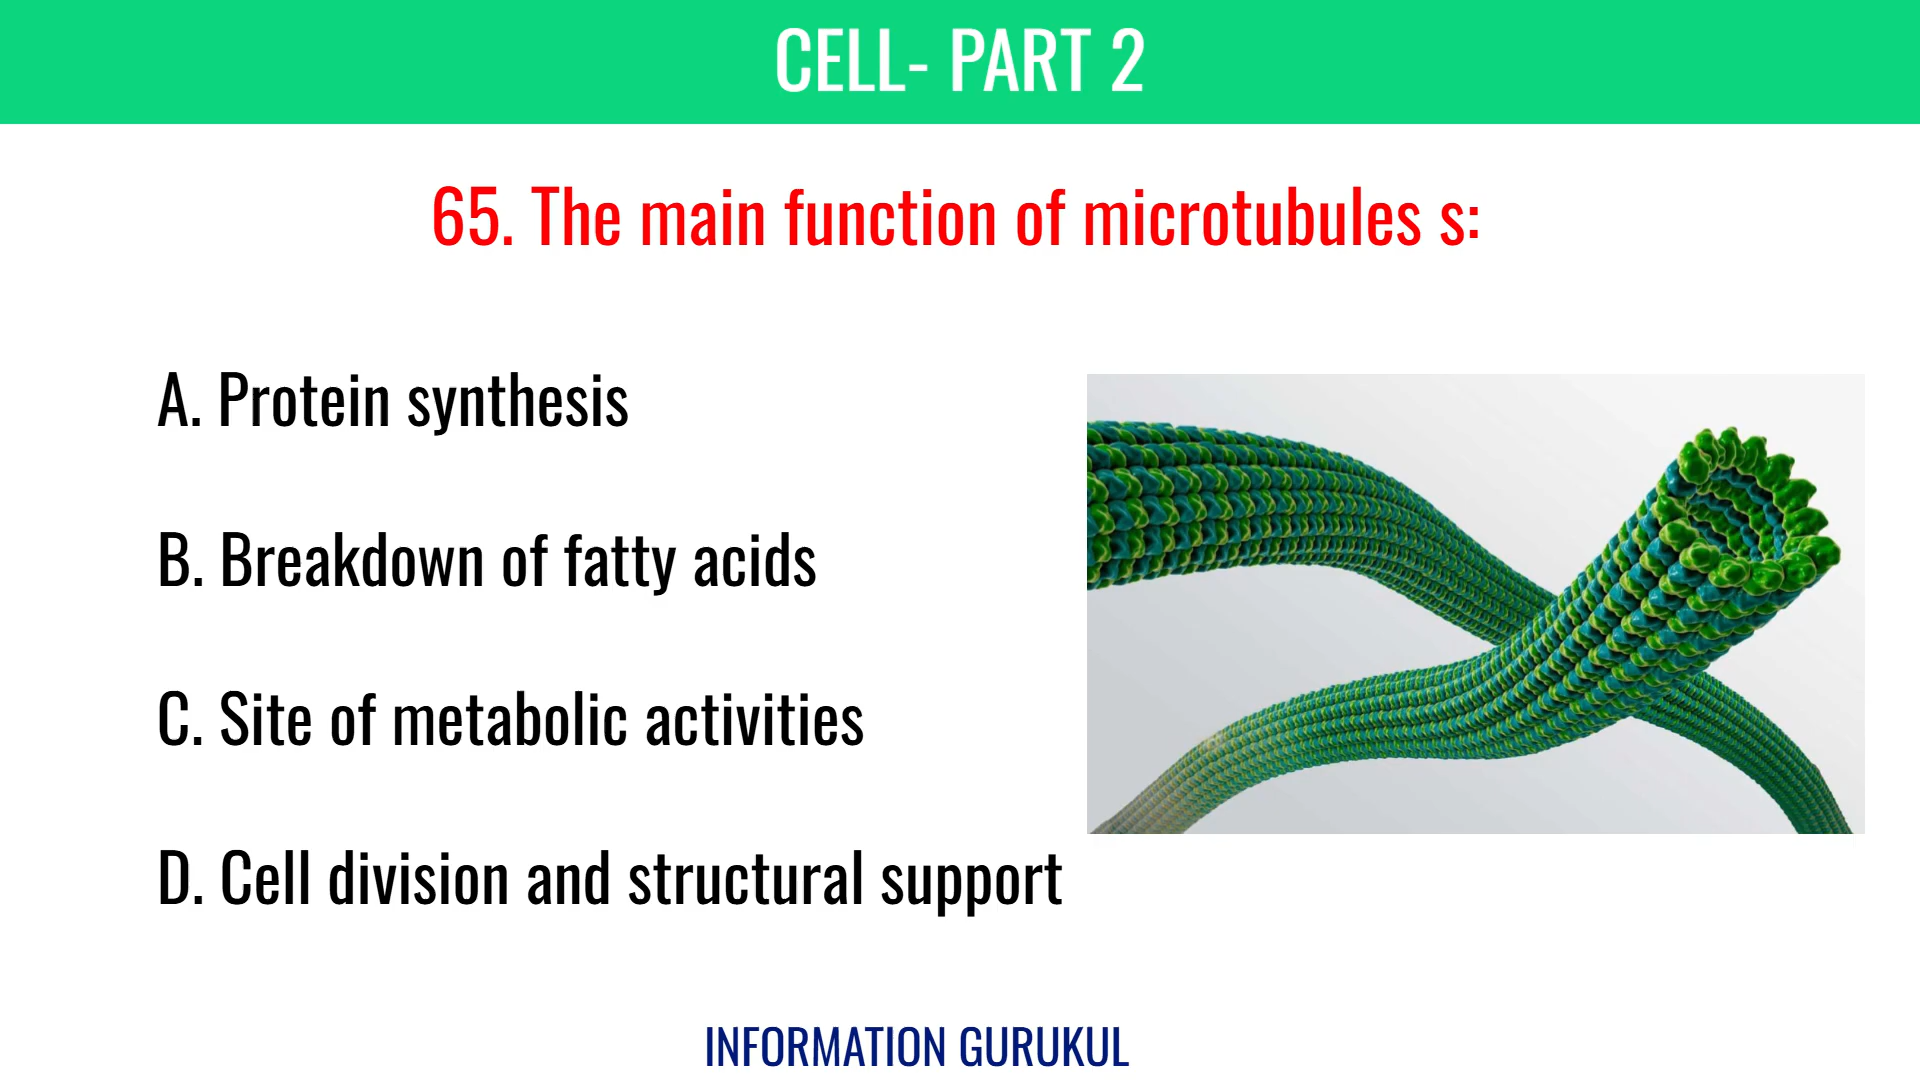 CELL- PART 2
65. The main function of microtubules s:
A. Protein synthesis
B. Breakdown of fatty acids
C. Site of metabolic activities
D. Cell division and structural support
INFORMATION GURUKUL